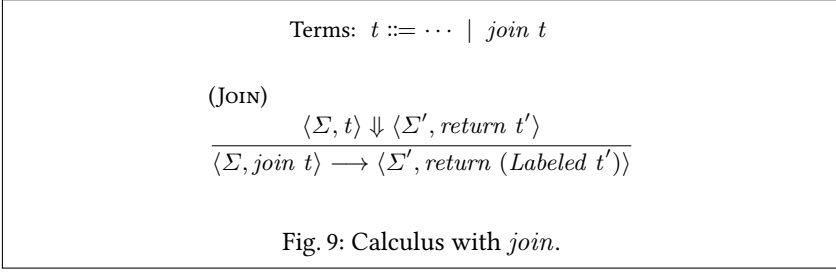 Terms: t ::= ⋯ | join t
(Join)
⟨Σ, t⟩ ⇓ ⟨Σ′, return t′⟩
⟨Σ, join t⟩ ⟶ ⟨Σ′, return (Labeled t′)⟩
Fig. 9: Calculus with join.